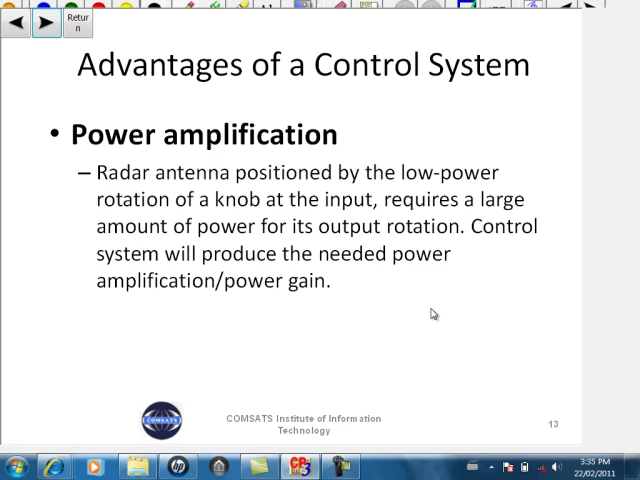 Retur
n
Advantages of a Control System
• Power amplification
– Radar antenna positioned by the low-power
rotation of a knob at the input, requires a large
amount of power for its output rotation. Control
system will produce the needed power
amplification/power gain.
COMSATS
COMSATS Institute of Information
Technology
13
3:35 PM
22/02/2011